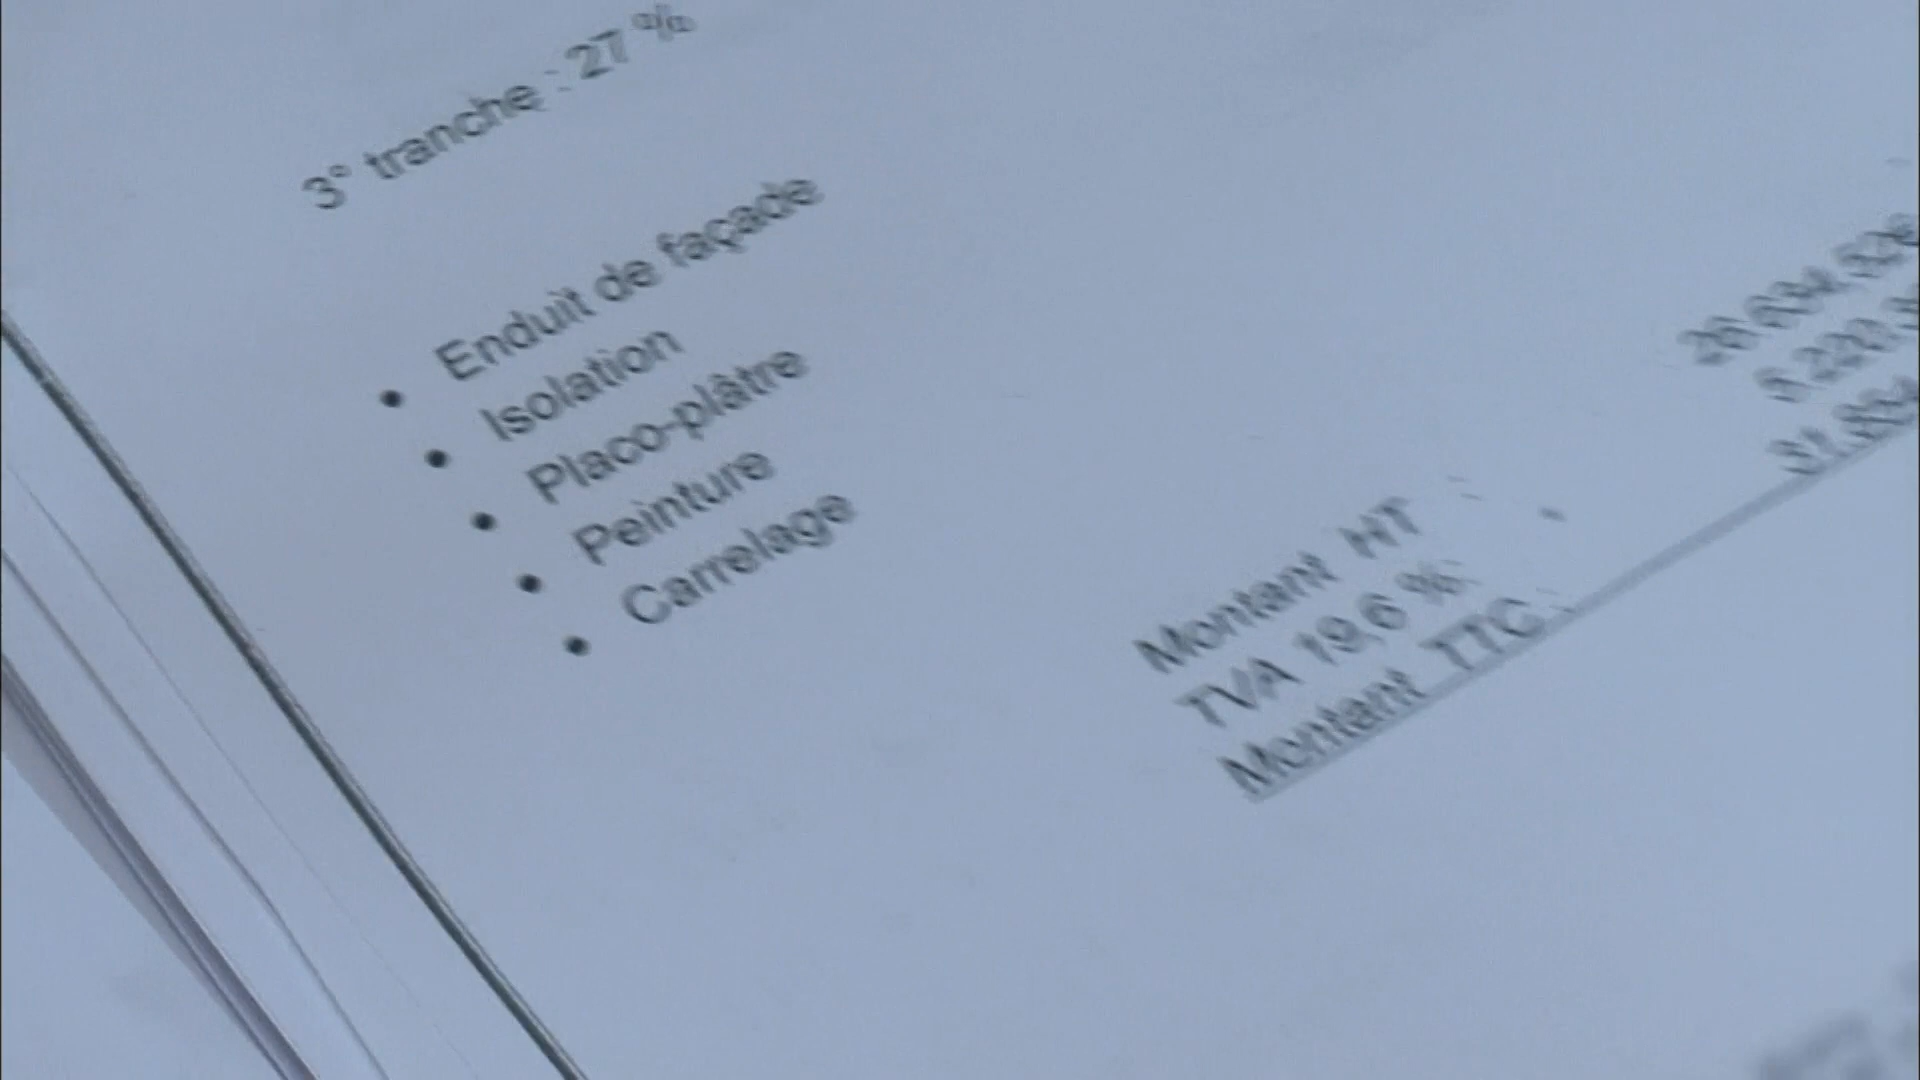 3° tranche : 27 %
• Enduit de façade
• Isolation
• Placo-plâtre
• Peinture
• Carrelage
Montant HT :
TVA 19,6 % :
Montant TTC :